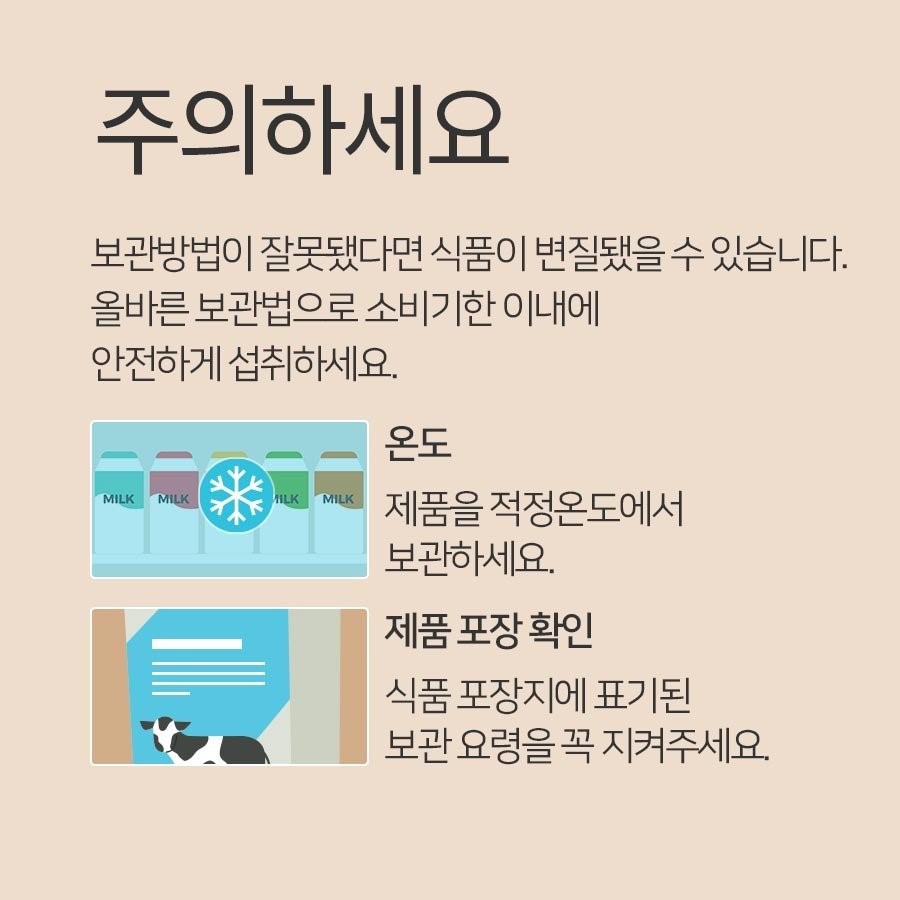 주의하세요
보관방법이 잘못됐다면 식품이 변질됐을 수 있습니다.
올바른 보관법으로 소비기한 이내에
안전하게 섭취하세요.
MILK MILK MILK MILK
온도
제품을 적정온도에서
보관하세요.
제품 포장 확인
식품 포장지에 표기된
보관 요령을 꼭 지켜주세요.